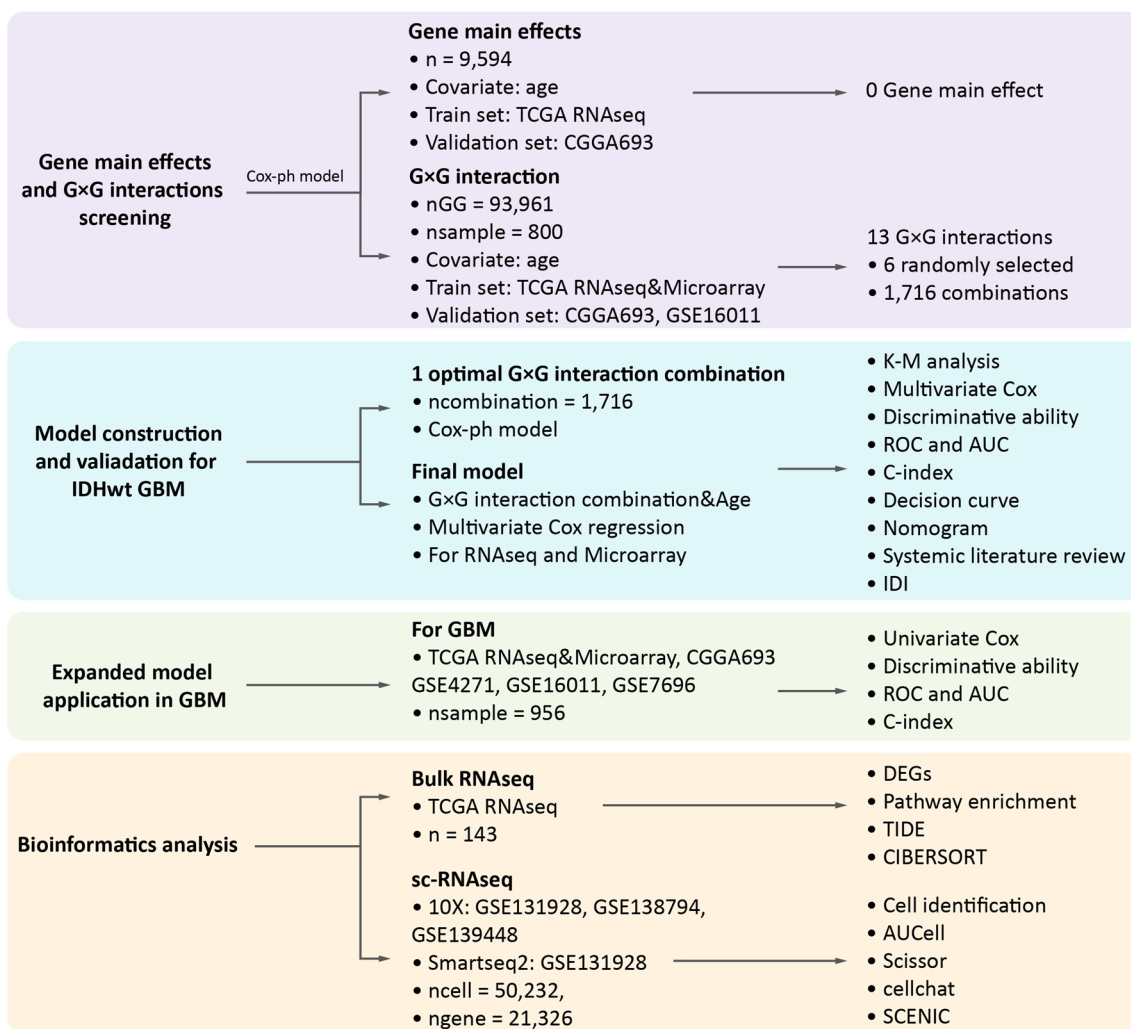 Gene main effects
and G×G interactions
screening
Cox-ph model
Gene main effects
• n = 9,594
• Covariate: age
• Train set: TCGA RNAseq
• Validation set: CGGA693
0 Gene main effect
G×G interaction
• nGG = 93,961
• nsample = 800
• Covariate: age
• Train set: TCGA RNAseq&Microarray
• Validation set: CGGA693, GSE16011
13 G×G interactions
• 6 randomly selected
• 1,716 combinations
Model construction
and valiadation for
IDHwt GBM
1 optimal G×G interaction combination
• ncombination = 1,716
• Cox-ph model
Final model
• G×G interaction combination&Age
• Multivariate Cox regression
• For RNAseq and Microarray
• K-M analysis
• Multivariate Cox
• Discriminative ability
• ROC and AUC
• C-index
• Decision curve
• Nomogram
• Systemic literature review
• IDI
Expanded model
application in GBM
For GBM
• TCGA RNAseq&Microarray, CGGA693
GSE4271, GSE16011, GSE7696
• nsample = 956
• Univariate Cox
• Discriminative ability
• ROC and AUC
• C-index
Bioinformatics analysis
Bulk RNAseq
• TCGA RNAseq
• n = 143
• DEGs
• Pathway enrichment
• TIDE
• CIBERSORT
sc-RNAseq
• 10X: GSE131928, GSE138794,
GSE139448
• Smartseq2: GSE131928
• ncell = 50,232,
• ngene = 21,326
• Cell identification
• AUCell
• Scissor
• cellchat
• SCENIC